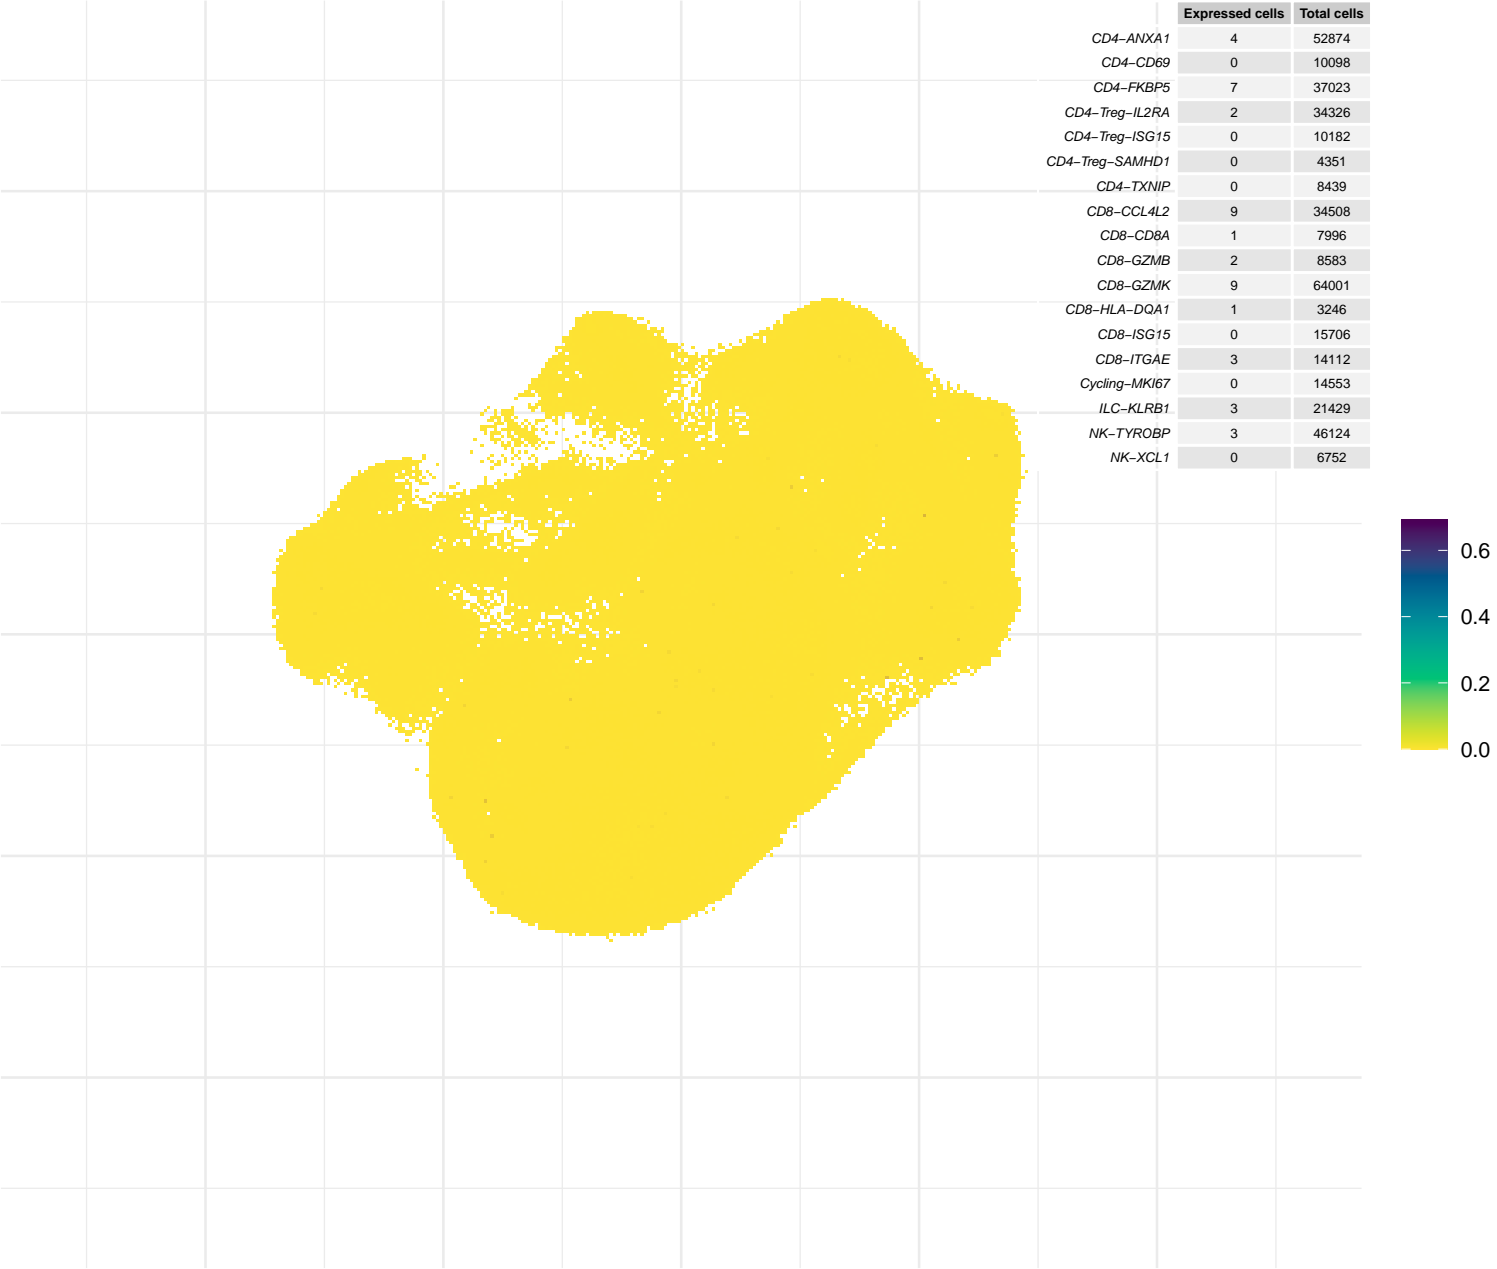 Expressed cells Total cells
CD4−ANXA1 4 52874
CD4−CD69 0 10098
CD4−FKBP5 7 37023
CD4−Treg−IL2RA 2 34326
CD4−Treg−ISG15 0 10182
CD4−Treg−SAMHD1 0 4351
CD4−TXNIP 0 8439
CD8−CCL4L2 9 34508
CD8−CD8A 1 7996
CD8−GZMB 2 8583
CD8−GZMK 9 64001
CD8−HLA−DQA1 1 3246
CD8−ISG15 0 15706
CD8−ITGAE 3 14112
Cycling−MKI67 0 14553
ILC−KLRB1 3 21429
NK−TYROBP 3 46124
NK−XCL1 0 6752
0.6
0.4
0.2
0.0